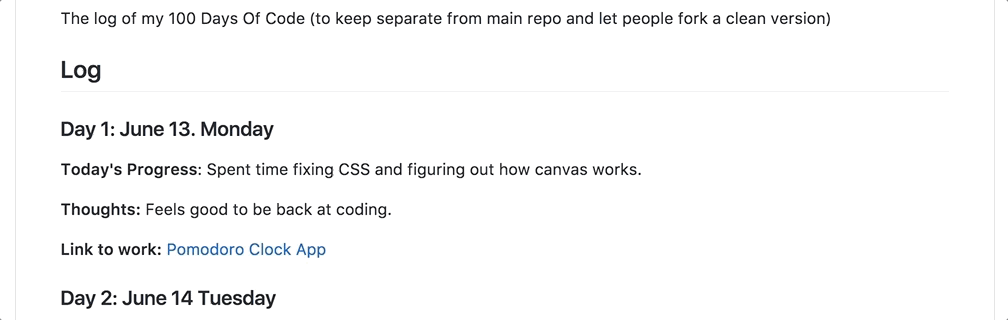 The log of my 100 Days Of Code (to keep separate from main repo and let people fork a clean version)
Log
Day 1: June 13. Monday
Today's Progress: Spent time fixing CSS and figuring out how canvas works.
Thoughts: Feels good to be back at coding.
Link to work: Pomodoro Clock App
Day 2: June 14 Tuesday